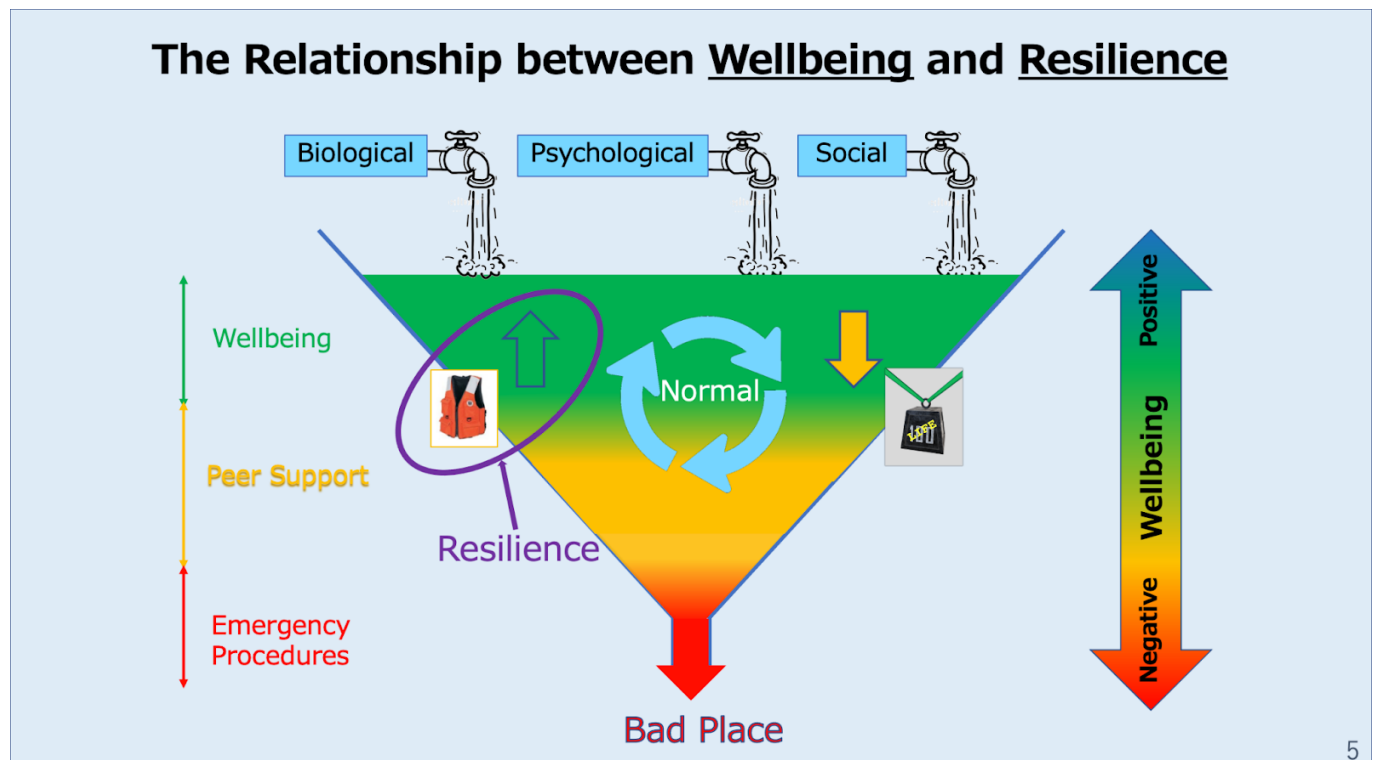 The Relationship between Wellbeing and Resilience
Biological
Psychological
Social
Wellbeing
Peer Support
Emergency
Procedures
Resilience
Normal
LIFE
Bad Place
Positive
Wellbeing
Negative
5